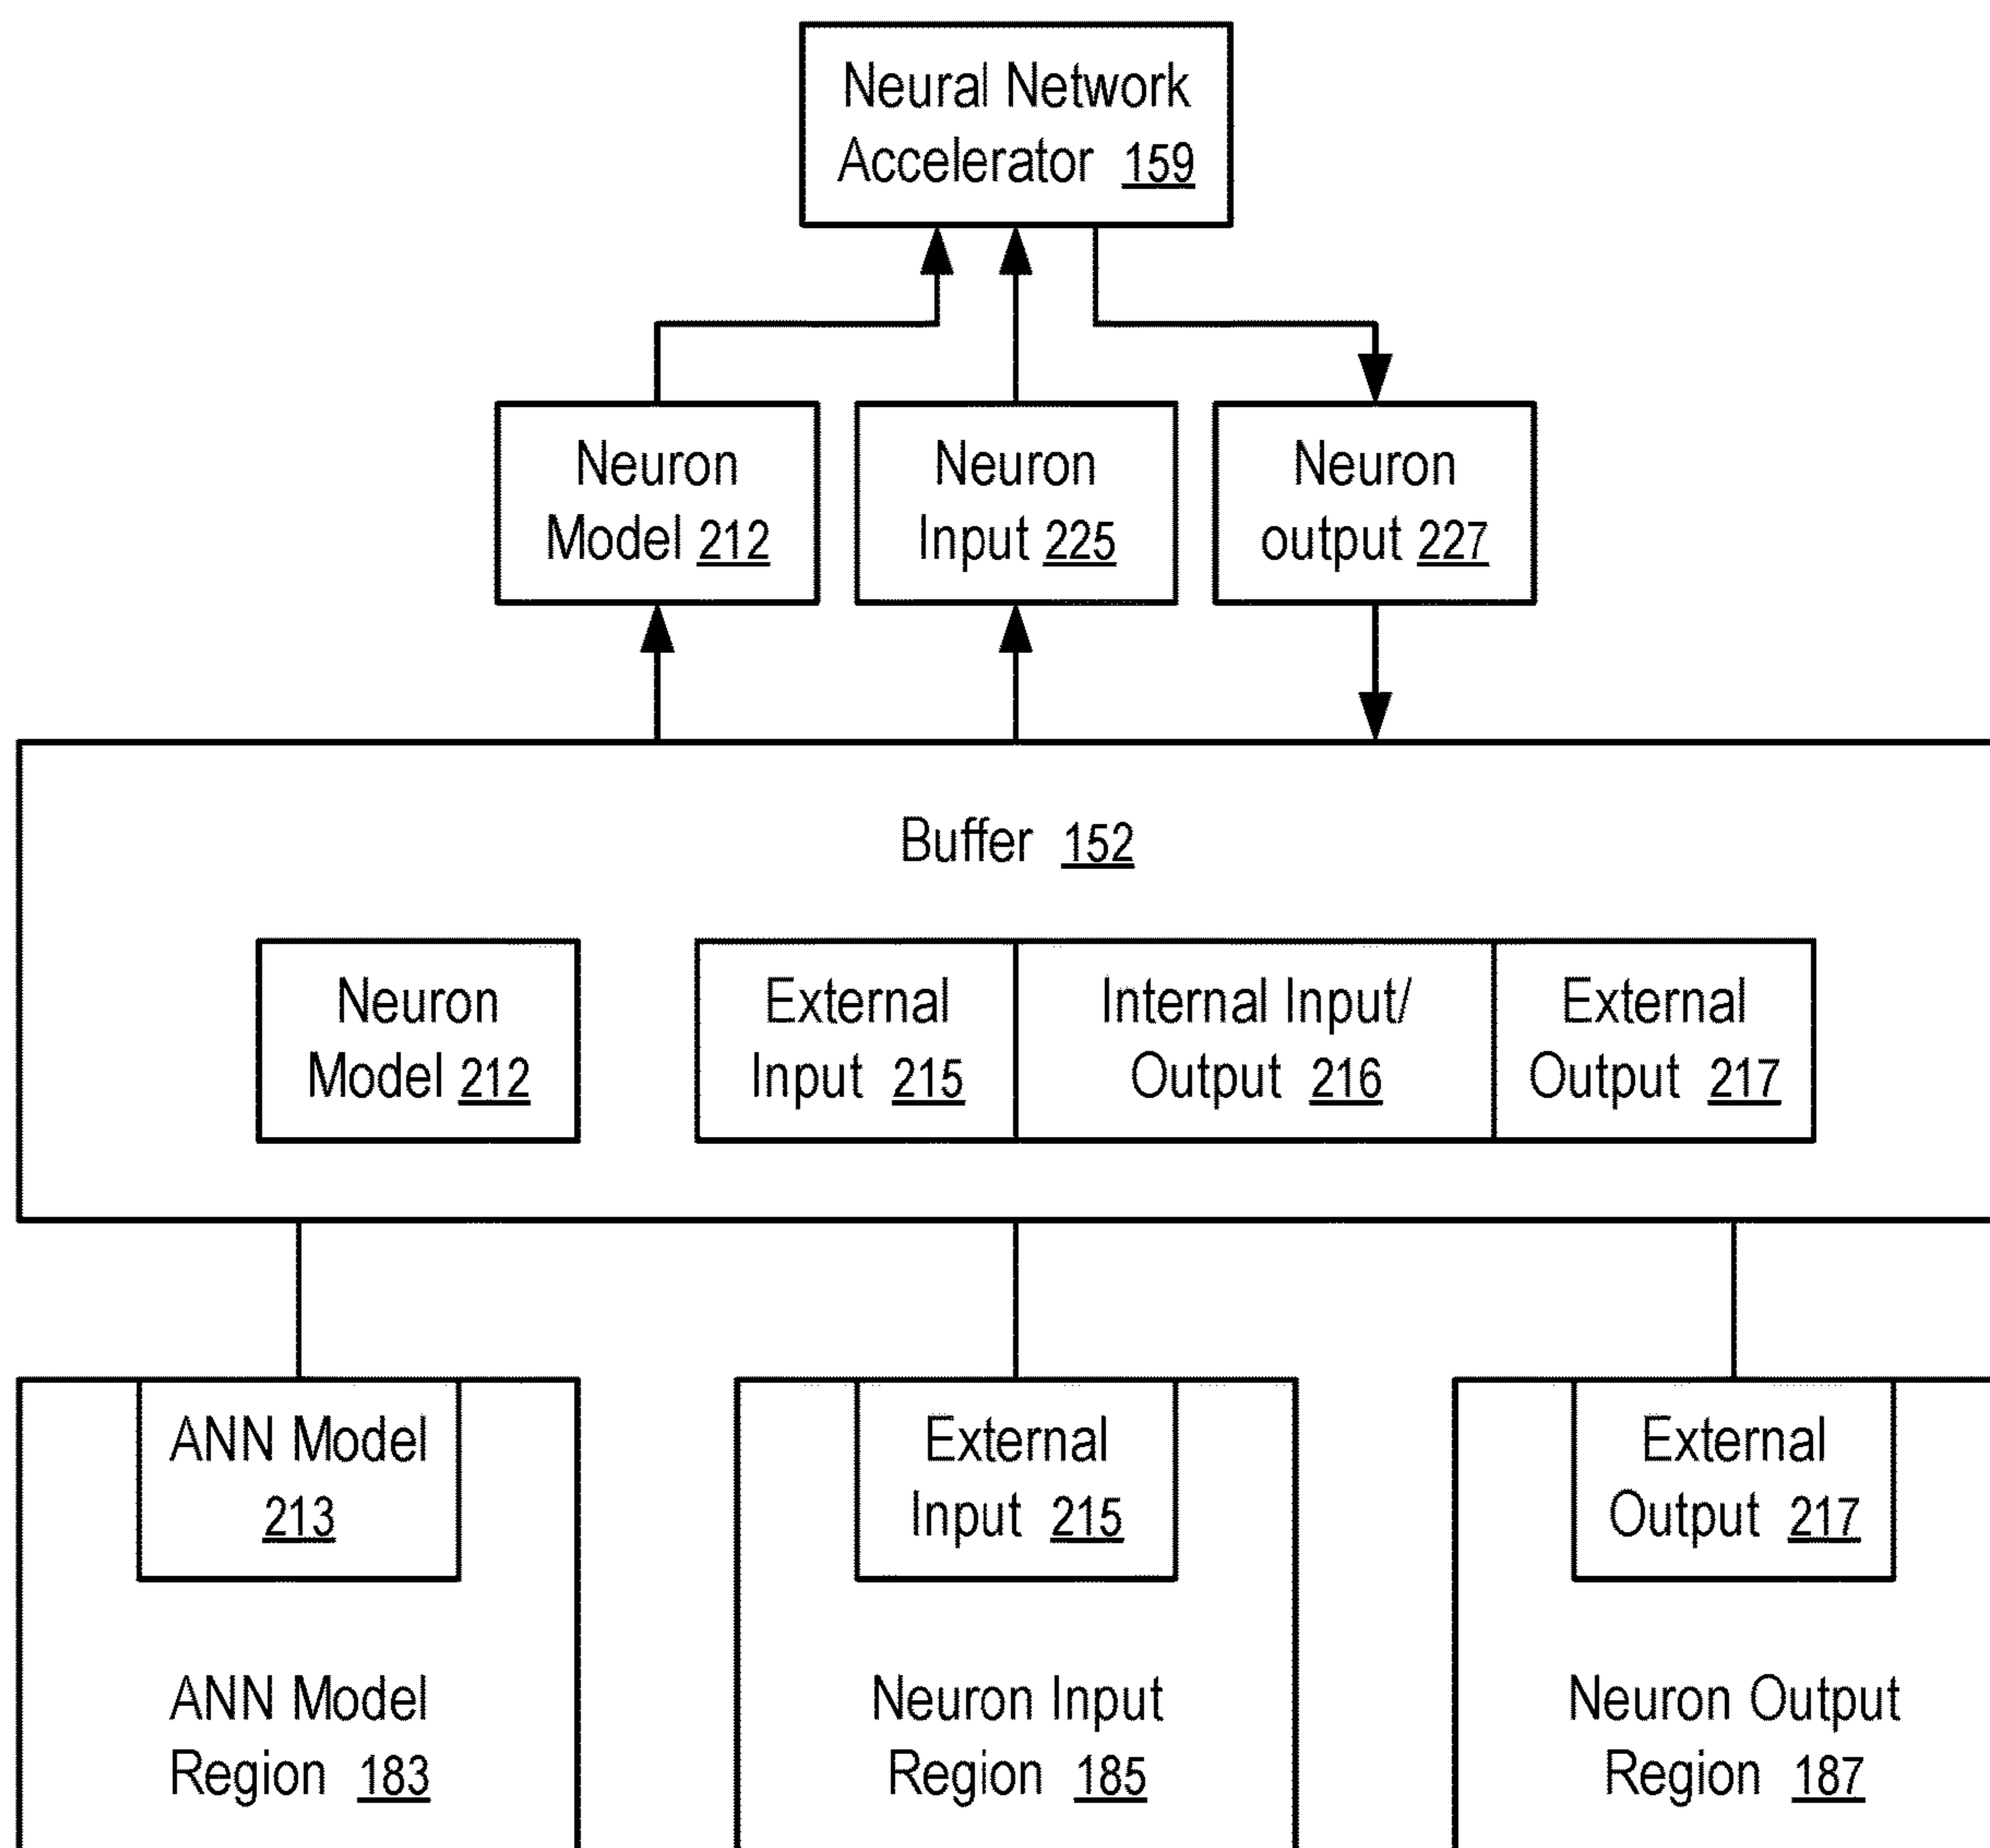 Neural Network
Accelerator 159
Neuron
Model 212
Neuron
Input 225
Neuron
output 227
Buffer 152
Neuron
Model 212
External
Input 215
Internal Input/
Output 216
External
Output 217
ANN Model
213
External
Input 215
External
Output 217
ANN Model
Region 183
Neuron Input
Region 185
Neuron Output
Region 187